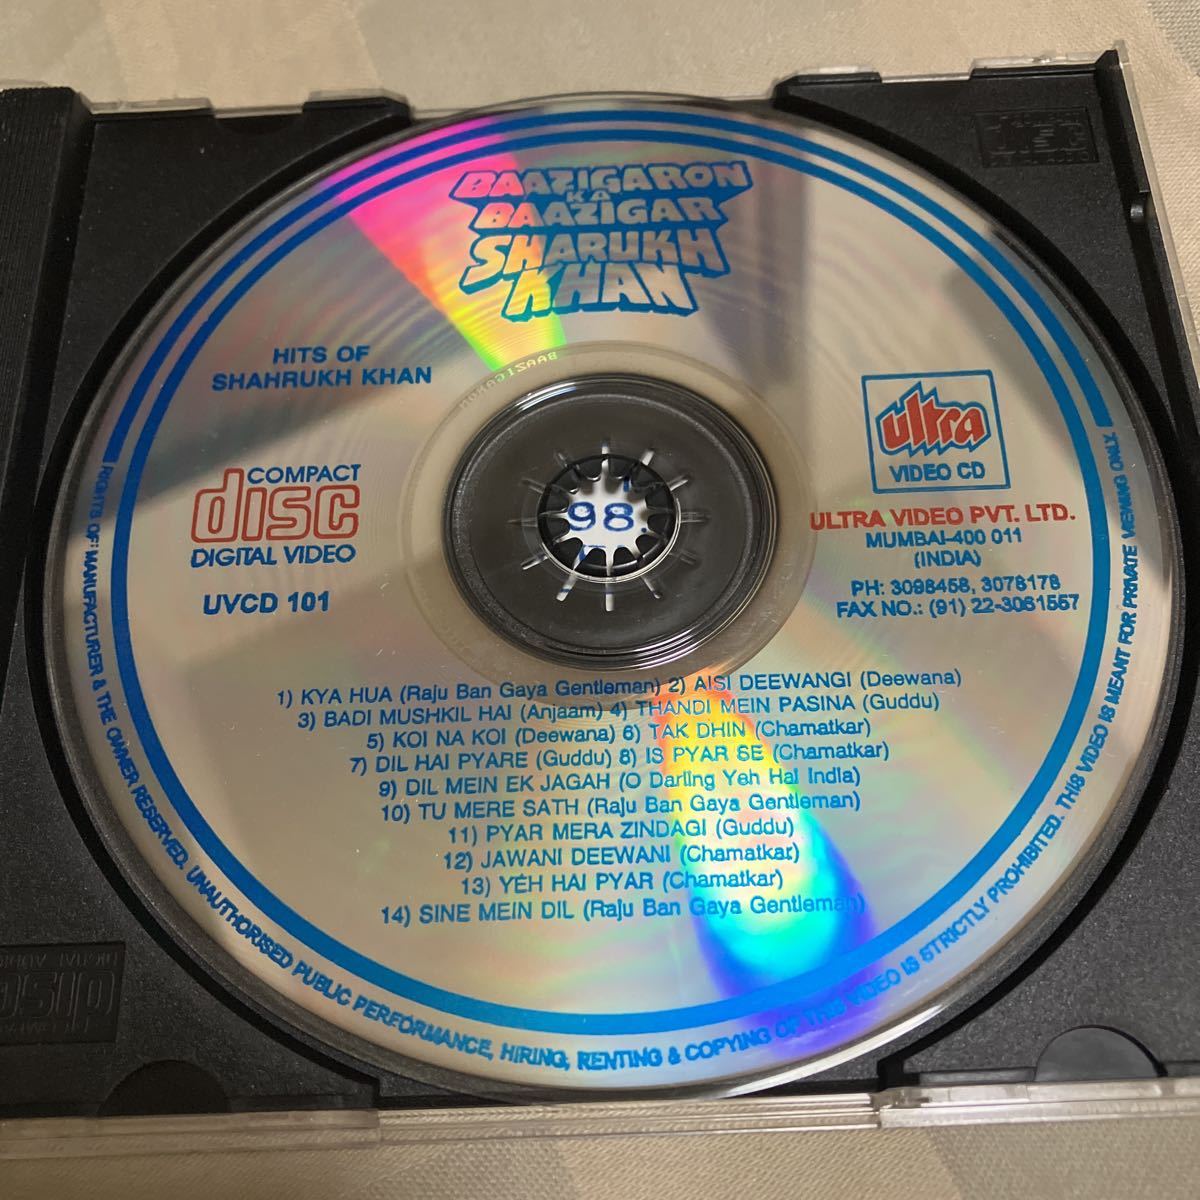 BAAZIGARON
KA
BAAZIGAR
SHARUKH
KHAN
HITS OF
SHAHRUKH KHAN
COMPACT
disc
DIGITAL VIDEO
UVCD 101
ultra
VIDEO CD
ULTRA VIDEO PVT. LTD.
MUMBAI-400 011
(INDIA)
PH: 3098458, 3078178
FAX NO.: (91) 22-3061557
98.
1) KYA HUA (Raju Ban Gaya Gentleman) 2) AISI DEEWANGI (Deewana)
3) BADI MUSHKIL HAI (Anjaam) 4) THANDI MEIN PASINA (Guddu)
5) KOI NA KOI (Deewana) 6) TAK DHIN (Chamatkar)
7) DIL HAI PYARE (Guddu) 8) IS PYAR SE (Chamatkar)
9) DIL MEIN EK JAGAH (O Darling Yeh Hai India)
10) TU MERE SATH (Raju Ban Gaya Gentleman)
11) PYAR MERA ZINDAGI (Guddu)
12) JAWANI DEEWANI (Chamatkar)
13) YEH HAI PYAR (Chamatkar)
14) SINE MEIN DIL (Raju Ban Gaya Gentleman)
RIGHTS OF MANUFACTURER & THE OWNER RESERVED. UNAUTHORISED PUBLIC PERFORMANCE, HIRING, RENTING & COPYING OF THIS VIDEO IS STRICTLY PROHIBITED. THIS VIDEO IS MEANT FOR PRIVATE VIEWING ONLY.